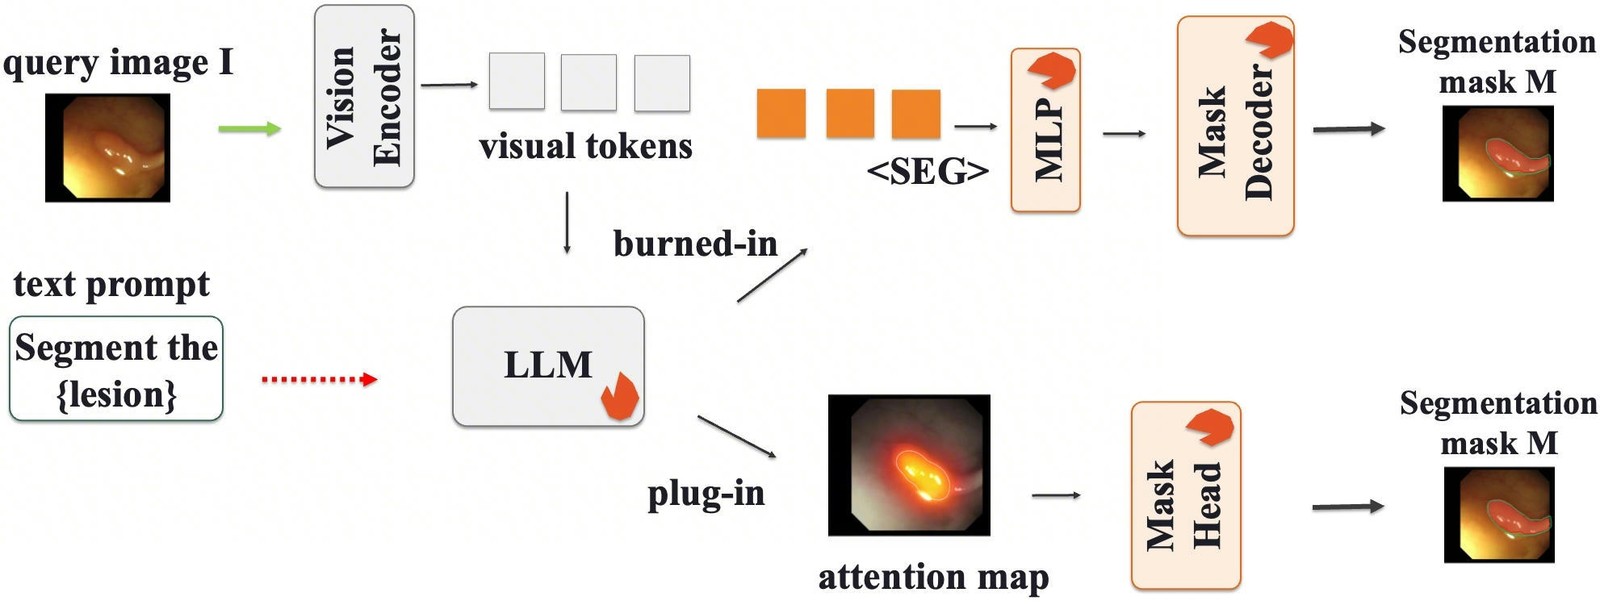 query image I
Vision
Encoder
visual tokens
<SEG>
MLP
Mask
Decoder
Segmentation
mask M
text prompt
Segment the
{lesion}
LLM
burned-in
plug-in
attention map
Mask
Head
Segmentation
mask M